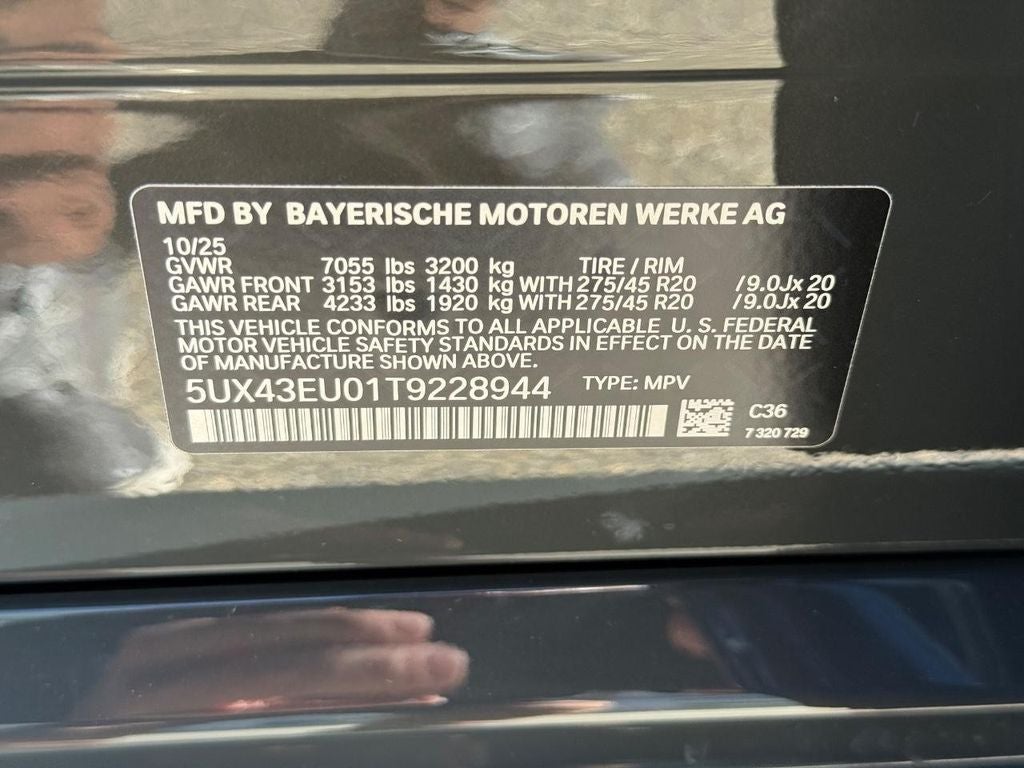 MFD BY BAYERISCHE MOTOREN WERKE AG
10/25
GVWR 7055 lbs 3200 kg TIRE / RIM
GAWR FRONT 3153 lbs 1430 kg WITH 275/45 R20 /9.0Jx 20
GAWR REAR 4233 lbs 1920 kg WITH 275/45 R20 /9.0Jx 20
THIS VEHICLE CONFORMS TO ALL APPLICABLE U. S. FEDERAL
MOTOR VEHICLE SAFETY STANDARDS IN EFFECT ON THE DATE
OF MANUFACTURE SHOWN ABOVE.
5UX43EU01T9228944 TYPE: MPV
C36
7 320 729